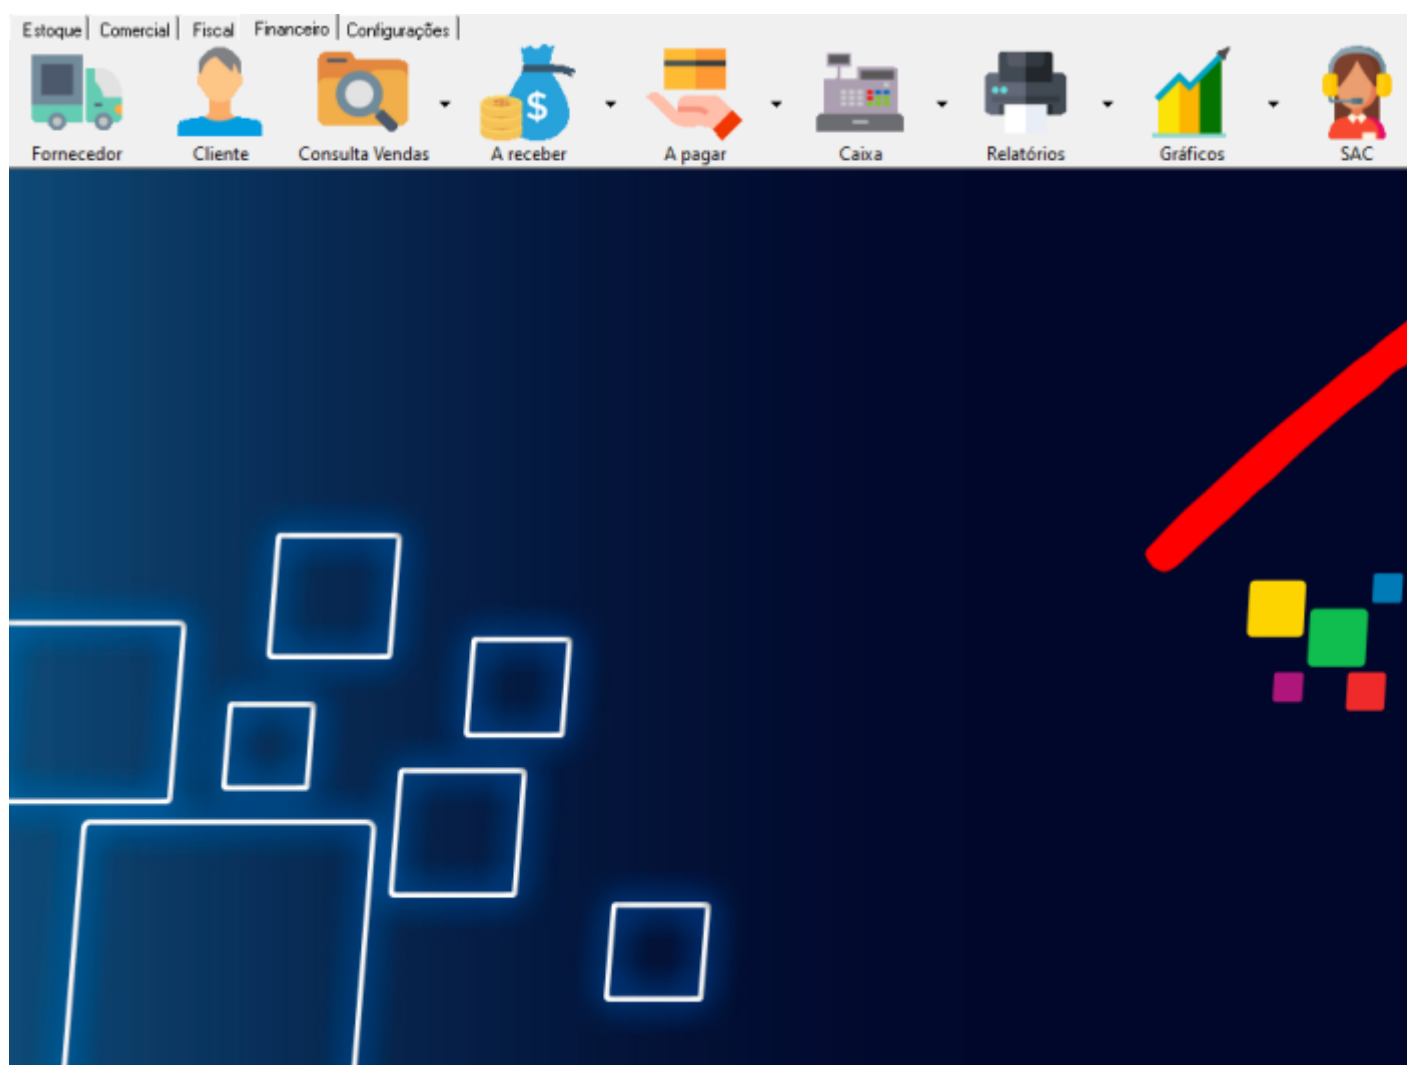 Estoque Comercial Fiscal Financeiro Configurações
Fornecedor Cliente Consulta Vendas A receber A pagar Caixa Relatórios Gráficos SAC